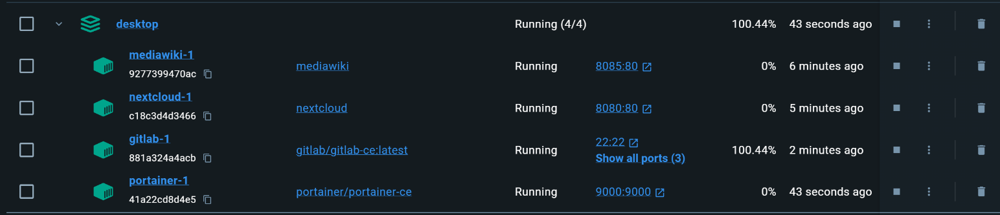 desktop Running (4/4) 100.44% 43 seconds ago
mediawiki-1
9277399470ac mediawiki Running 8085:80 0% 6 minutes ago
nextcloud-1
c18c3d4d3466 nextcloud Running 8080:80 0% 5 minutes ago
gitlab-1
881a324a4acb gitlab/gitlab-ce:latest Running 22:22 100.44% 2 minutes ago
Show all ports (3)
portainer-1
41a22cd8d4e5 portainer/portainer-ce Running 9000:9000 0% 43 seconds ago